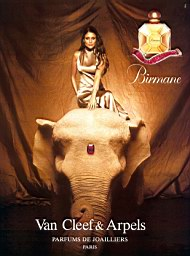 Birmane
Van Cleef & Arpels
PARFUMS DE JOAILLIERS
PARIS